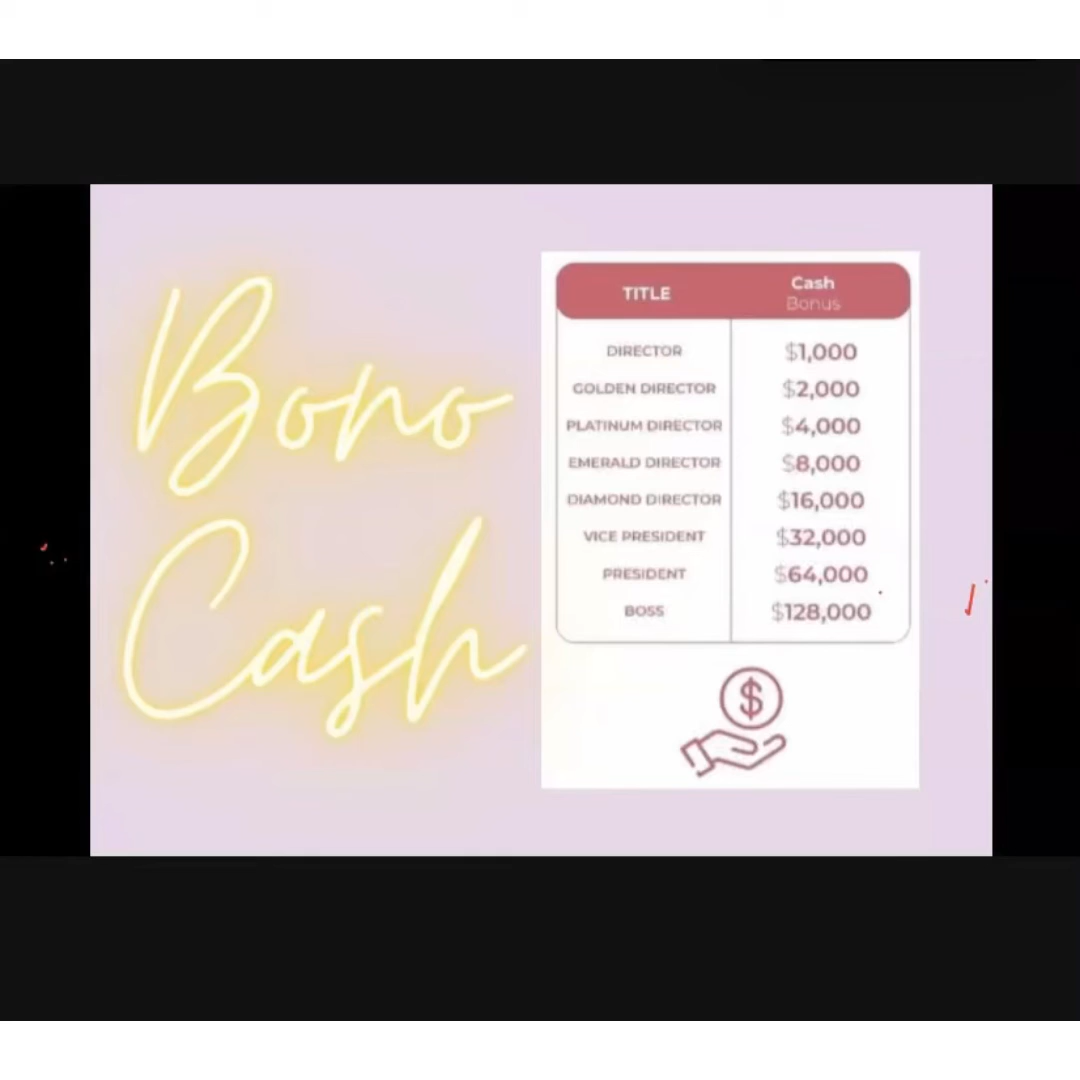 Bono
Cash
TITLE Cash
Bonus
DIRECTOR $1,000
GOLDEN DIRECTOR $2,000
PLATINUM DIRECTOR $4,000
EMERALD DIRECTOR $8,000
DIAMOND DIRECTOR $16,000
VICE PRESIDENT $32,000
PRESIDENT $64,000
BOSS $128,000
$